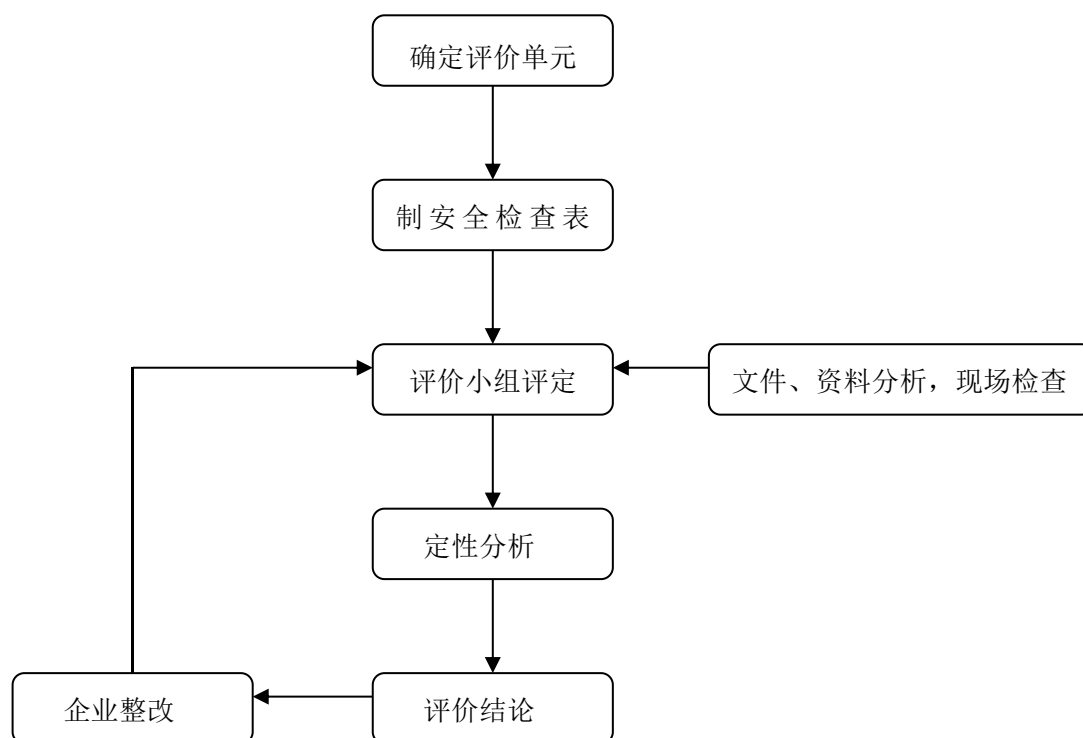 确定评价单元
制安全检查表
评价小组评定
文件、资料分析，现场检查
定性分析
企业整改
评价结论